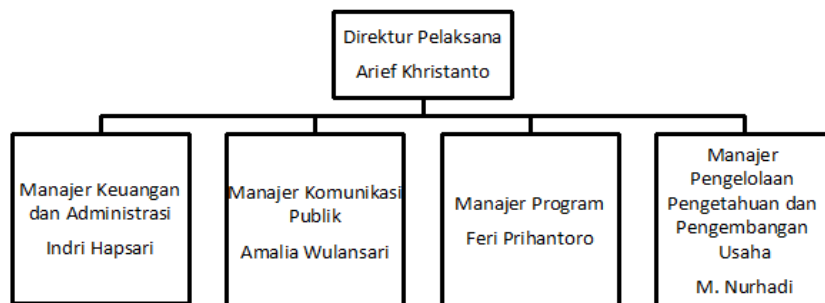 Direktur Pelaksana
Arief Khristanto
Manajer Keuangan
dan Administrasi
Indri Hapsari
Manajer Komunikasi
Publik
Amalia Wulansari
Manajer Program
Feri Prihantoro
Manajer
Pengelolaan
Pengetahuan dan
Pengembangan
Usaha
M. Nurhadi